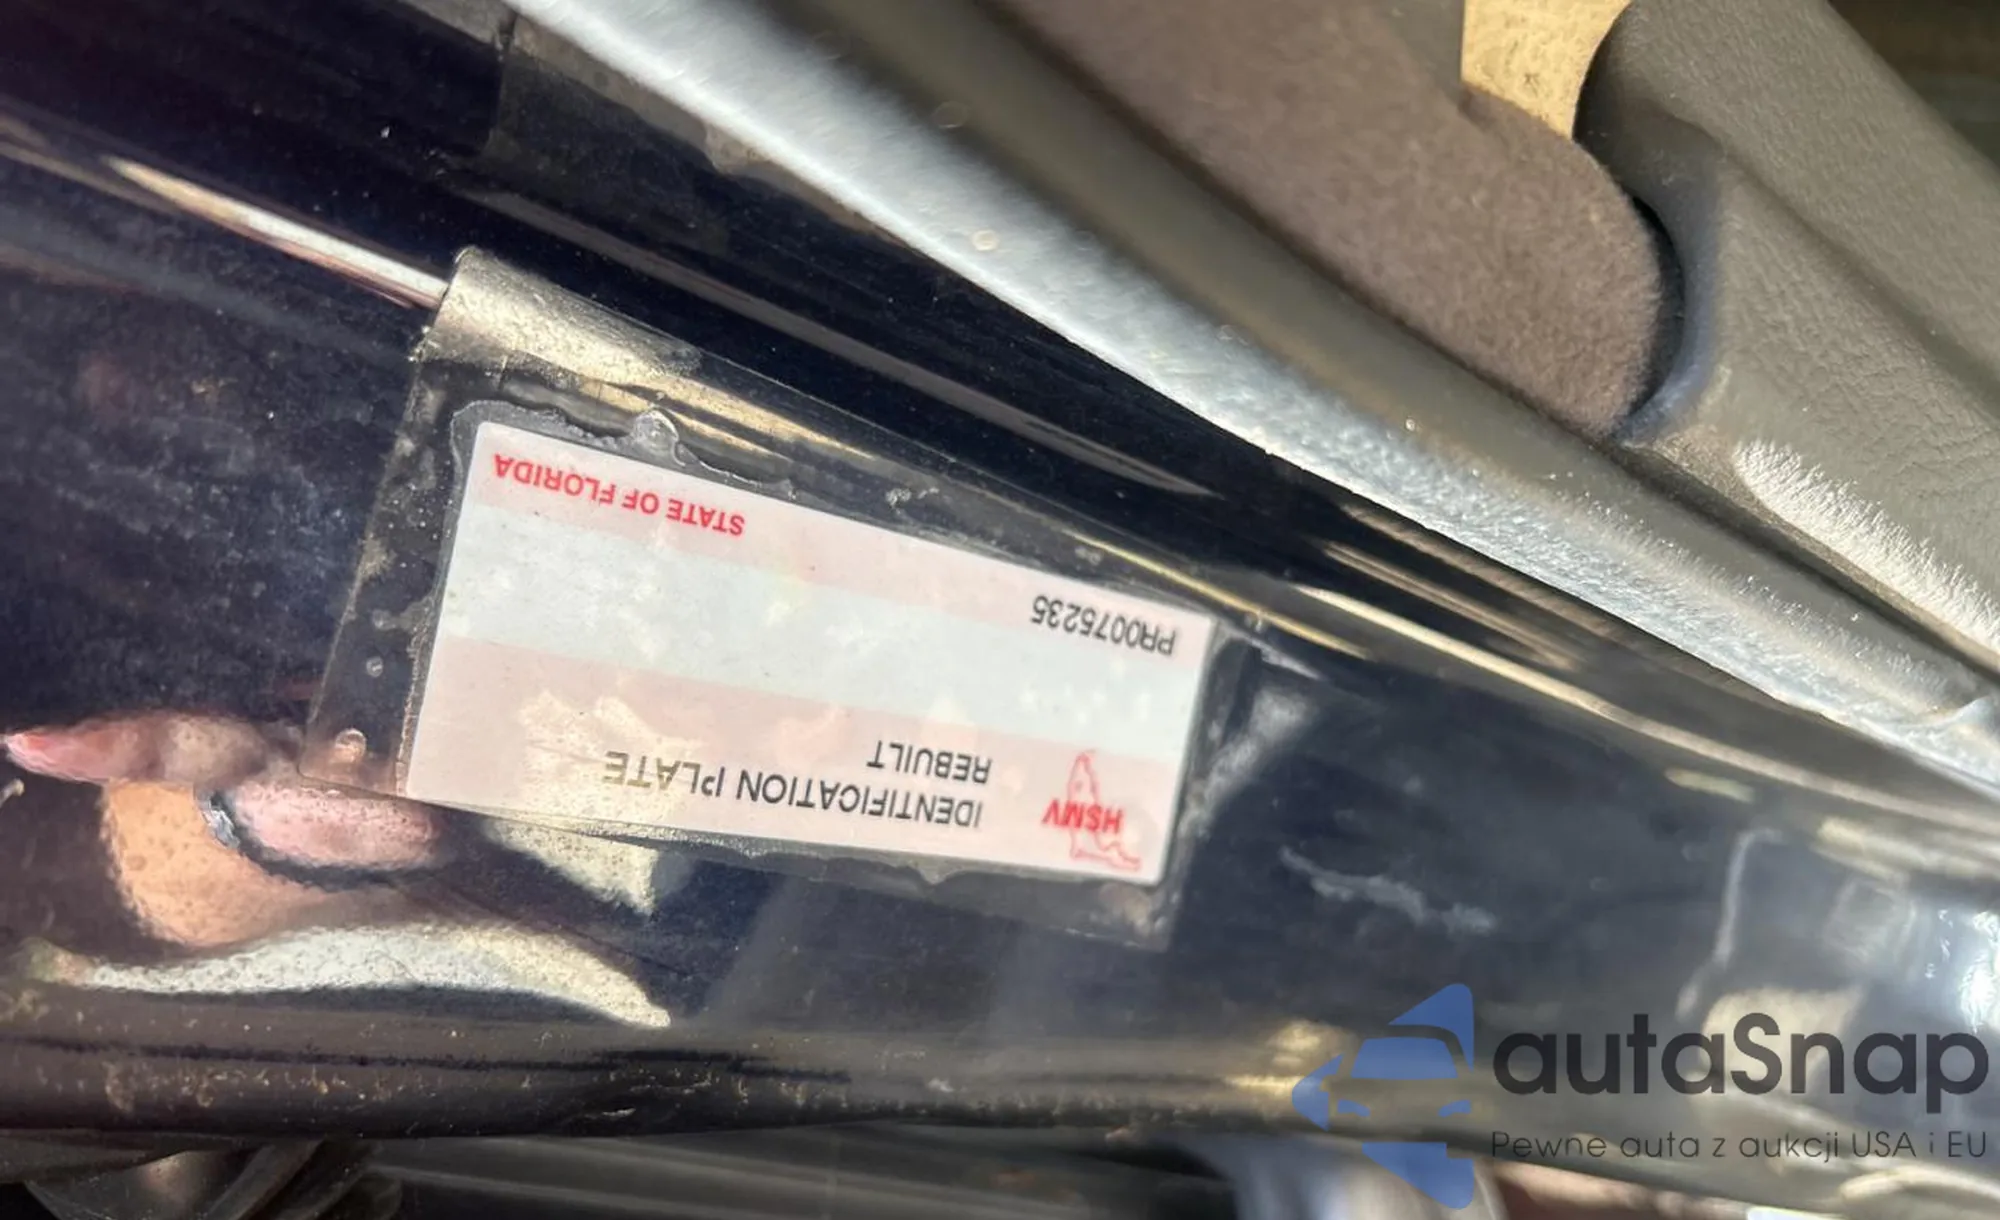 HSMV
IDENTIFICATION PLATE
REBUILT
PR0075235
STATE OF FLORIDA
autaSnap
Pewne auta z aukcji USA i EU